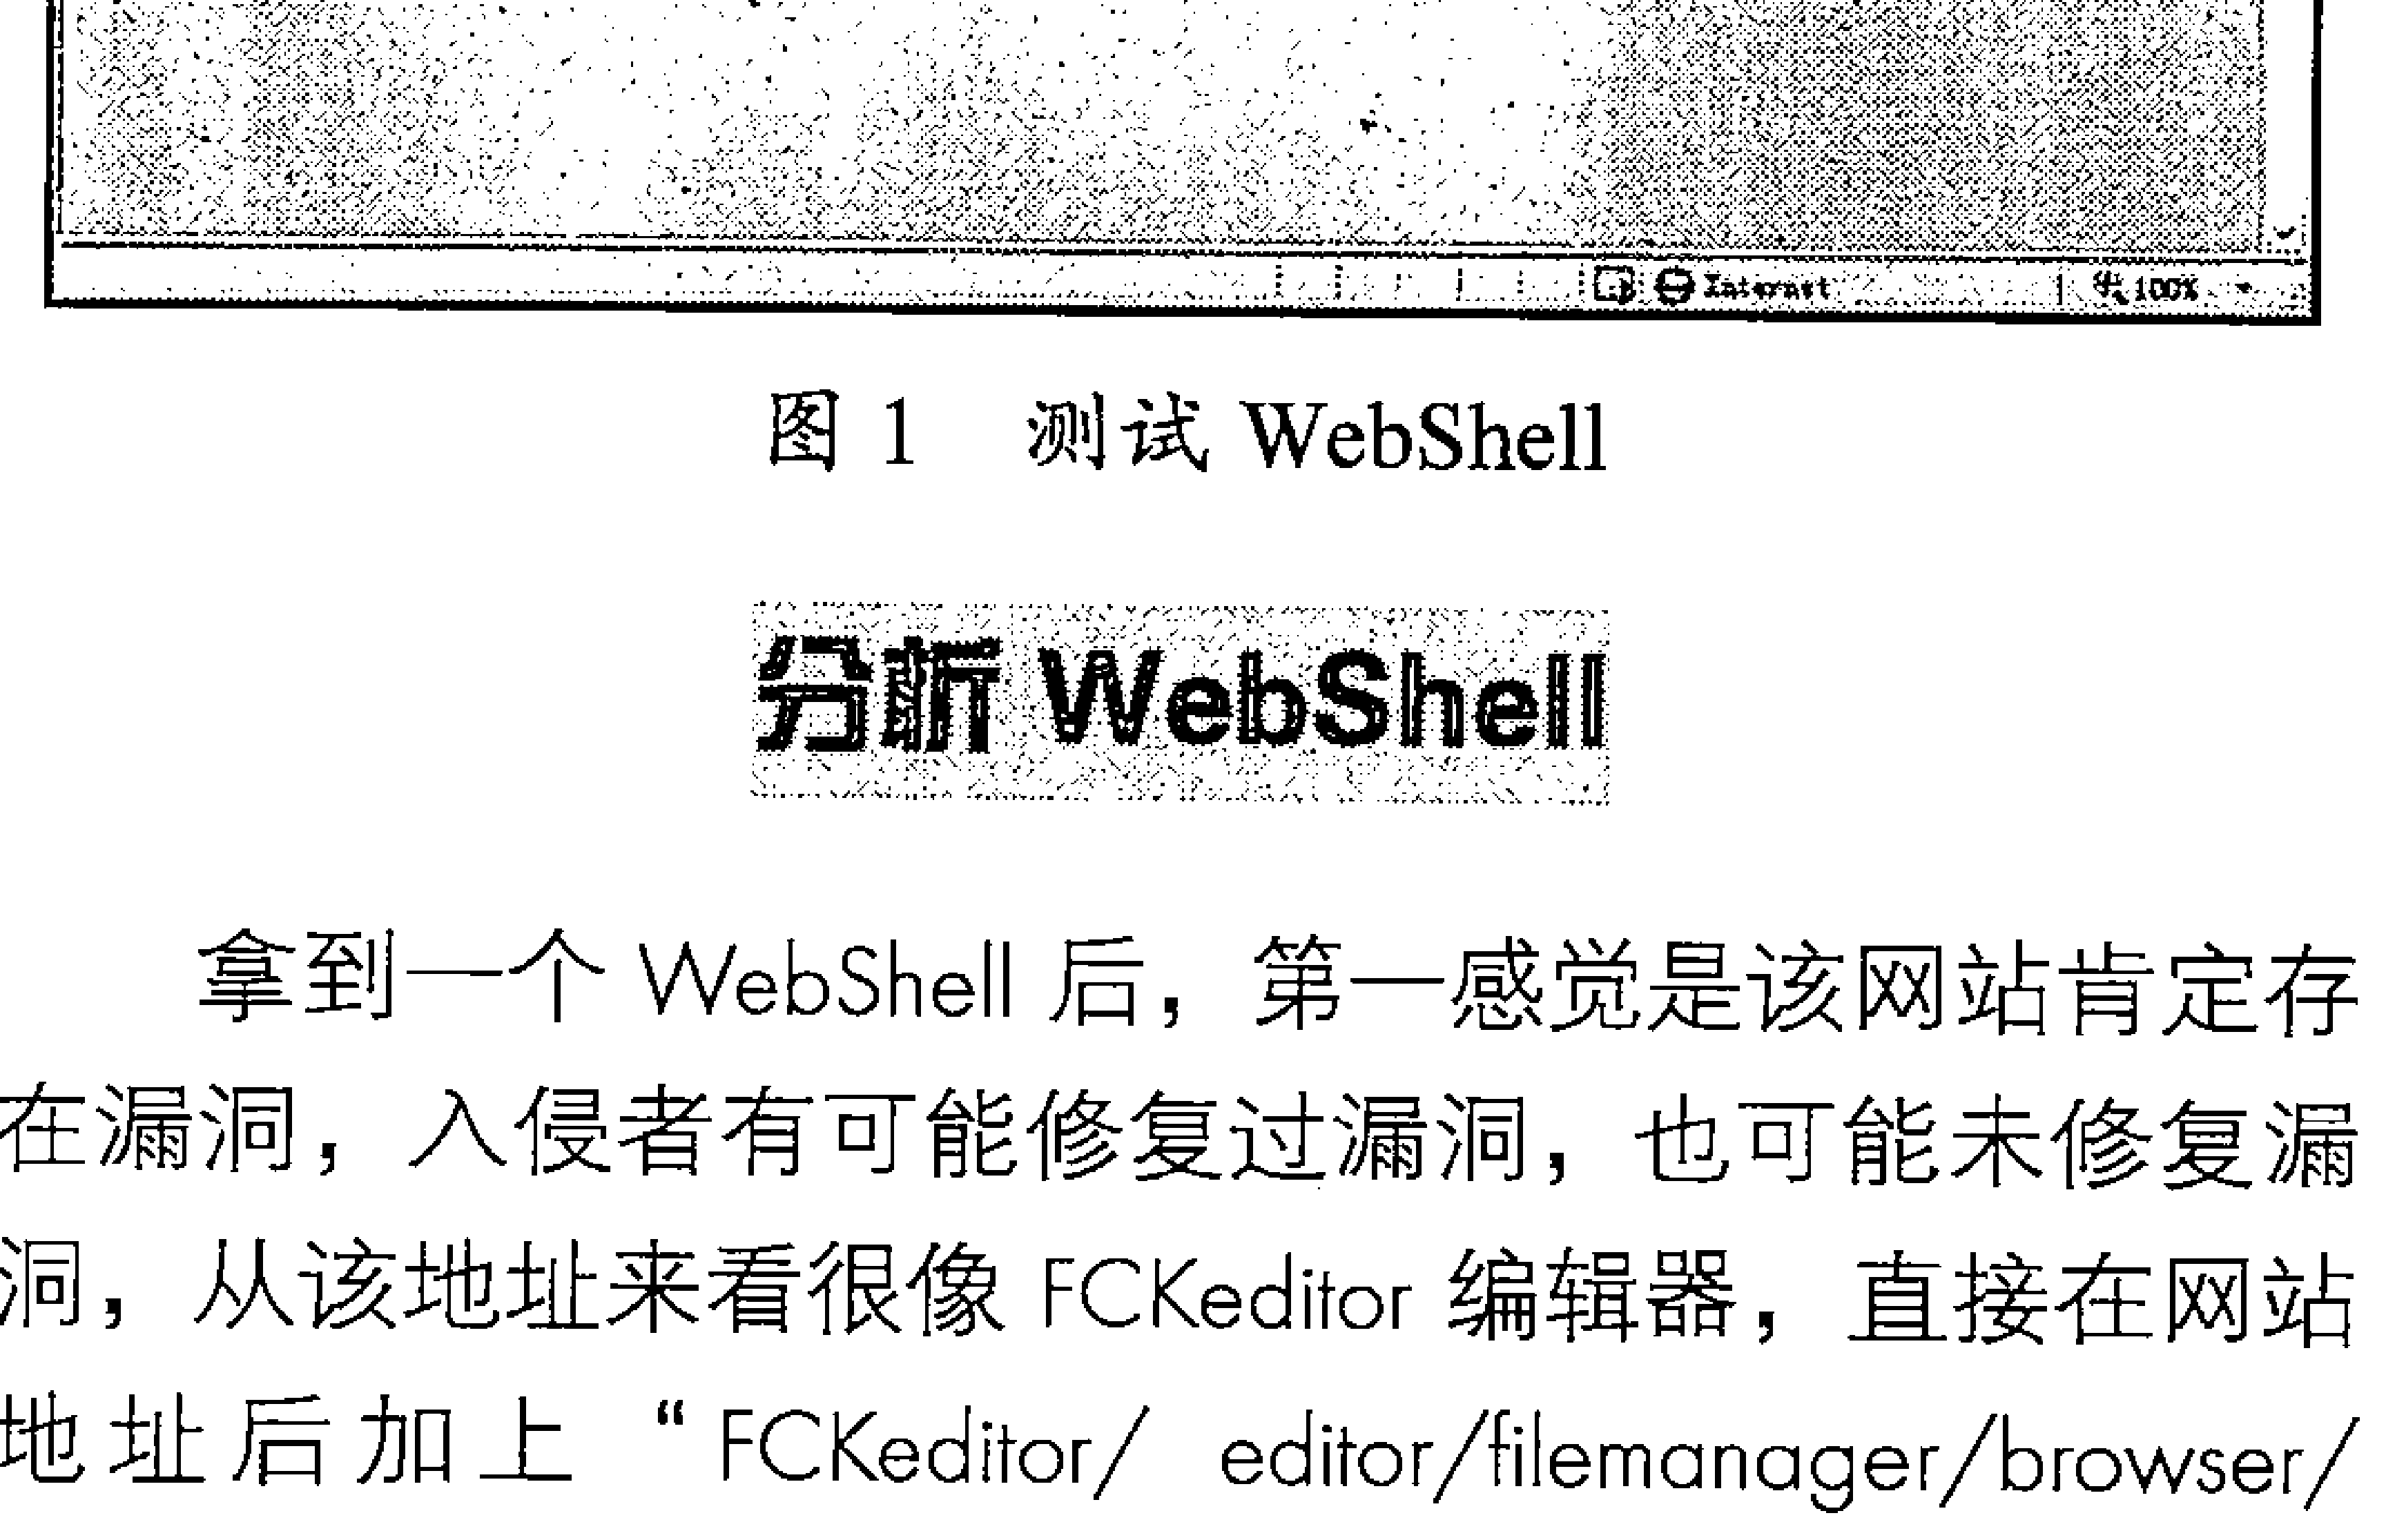 Internet 100%
图 1 测试 WebShell
分析 WebShell
拿到一个 WebShell 后，第一感觉是该网站肯定存
在漏洞，入侵者有可能修复过漏洞，也可能未修复漏
洞，从该地址来看很像 FCKeditor 编辑器，直接在网站
地址后加上“FCKeditor/ editor/filemanager/browser/